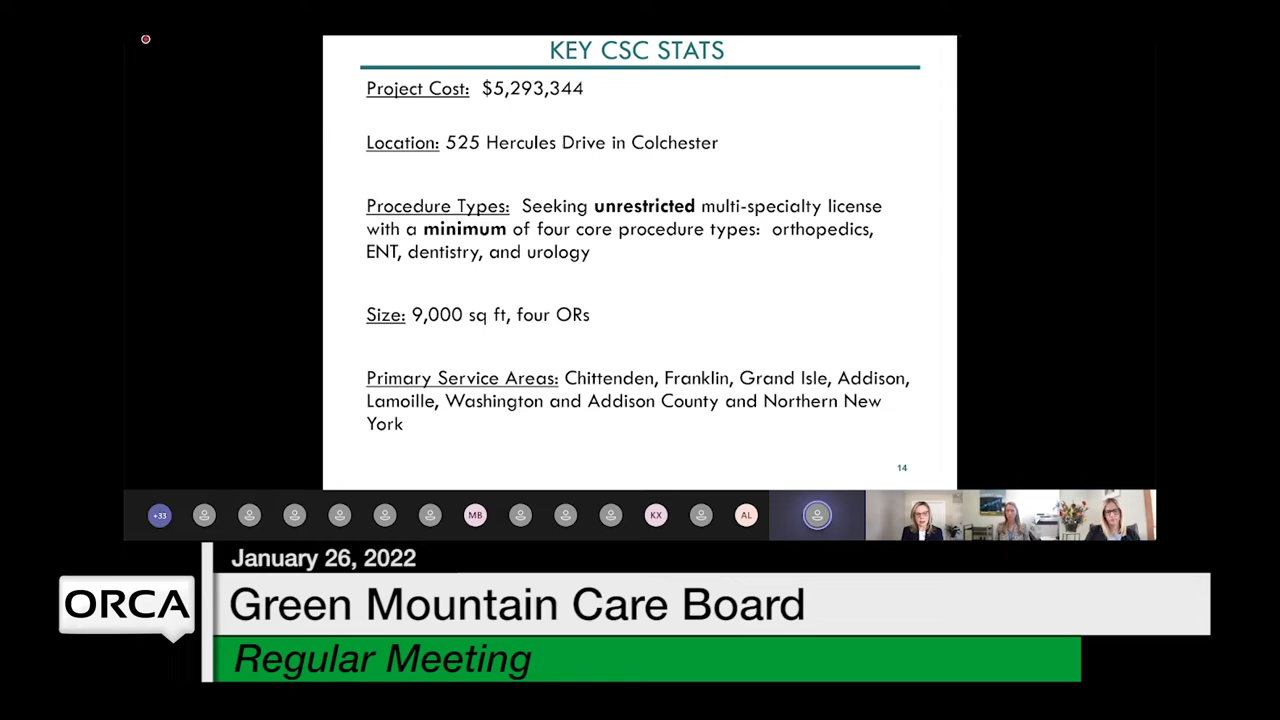 KEY CSC STATS
Project Cost: $5,293,344
Location: 525 Hercules Drive in Colchester
Procedure Types: Seeking unrestricted multi-specialty license
with a minimum of four core procedure types: orthopedics,
ENT, dentistry, and urology
Size: 9,000 sq ft, four ORs
Primary Service Areas: Chittenden, Franklin, Grand Isle, Addison,
Lamoille, Washington and Addison County and Northern New
York
14
+33 MB KX AL
January 26, 2022
ORCA
Green Mountain Care Board
Regular Meeting